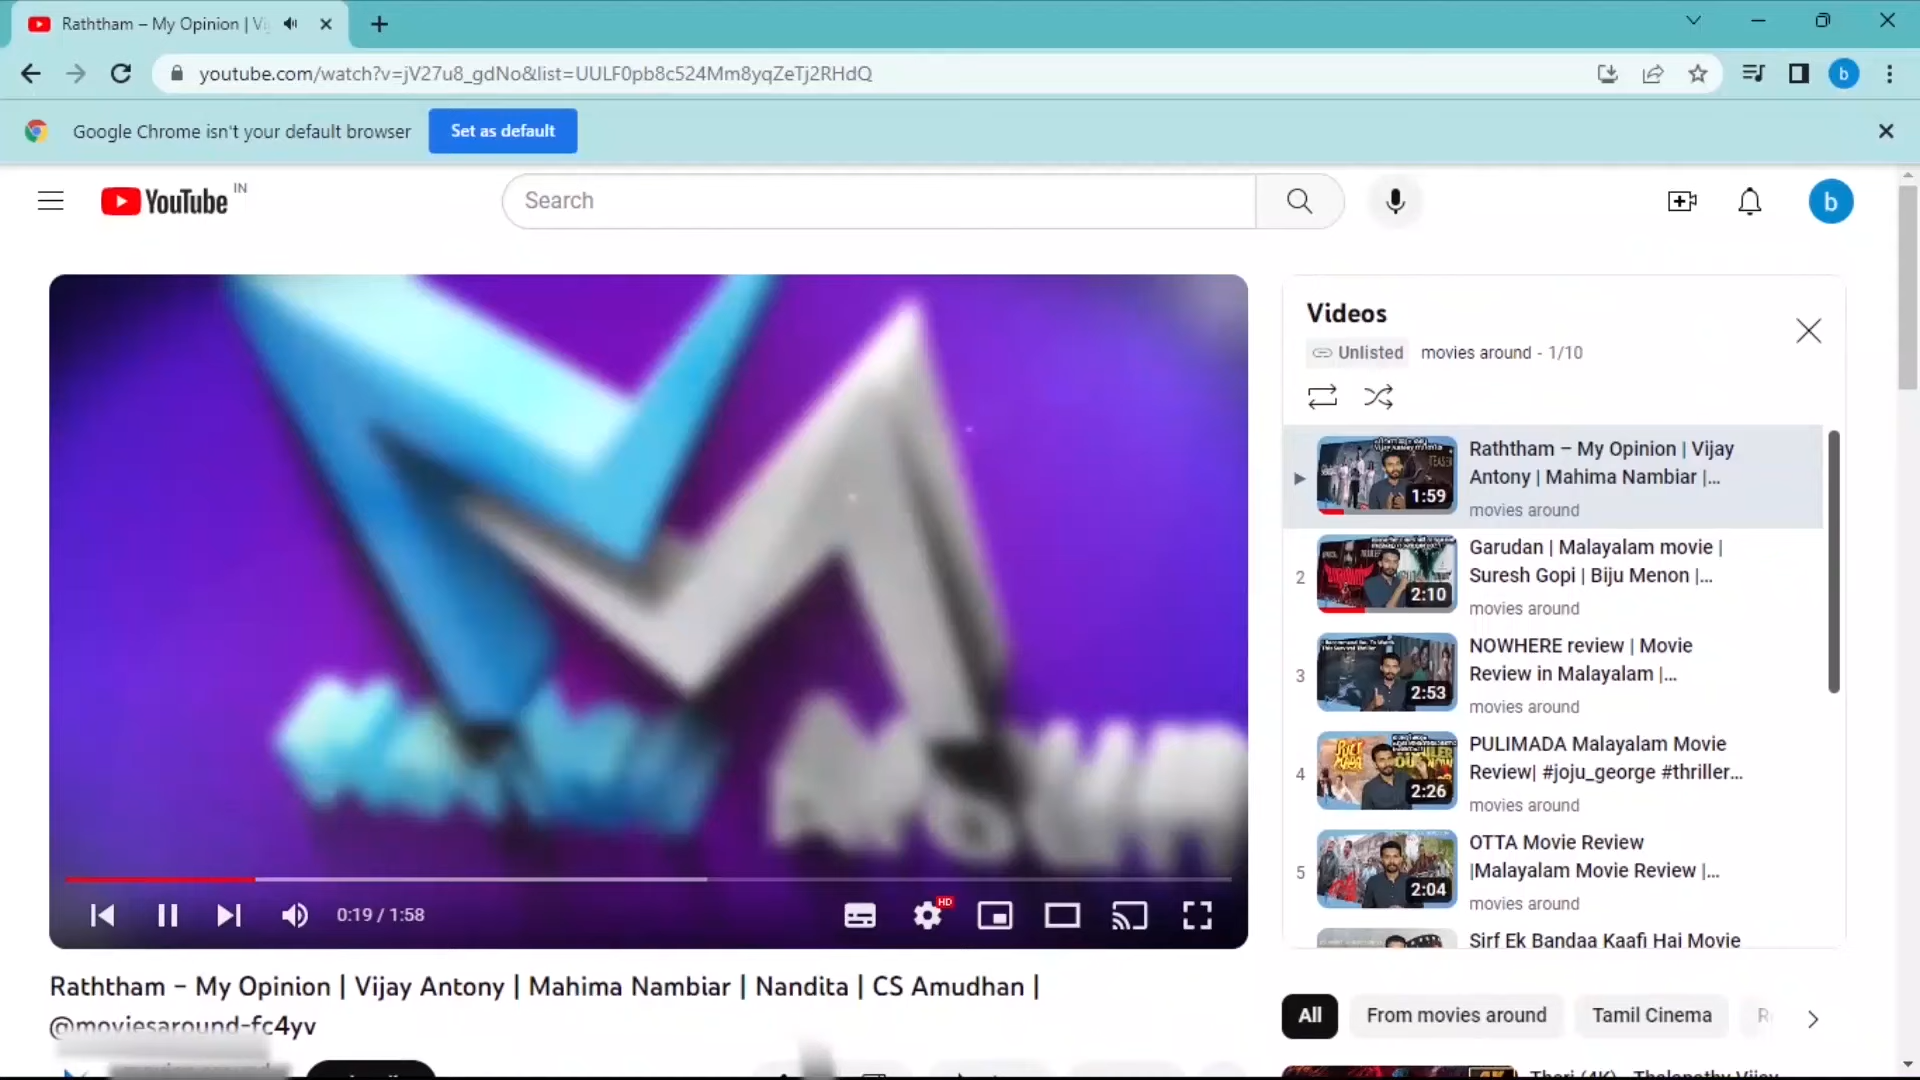 Raththam – My Opinion | Vi
youtube.com/watch?v=jV27u8_gdNo&list=UULF0pb8c524Mm8yqZeTj2RHdQ
b
Google Chrome isn't your default browser
Set as default
YouTube IN
Search
b
Videos
Unlisted movies around - 1/10
Raththam – My Opinion | Vijay
Antony | Mahima Nambiar |...
movies around
1:59
2
Garudan | Malayalam movie |
Suresh Gopi | Biju Menon |...
movies around
2:10
3
NOWHERE review | Movie
Review in Malayalam |...
movies around
2:53
4
PULIMADA Malayalam Movie
Review| #joju_george #thriller...
movies around
2:26
5
OTTA Movie Review
|Malayalam Movie Review |...
movies around
2:04
Sirf Ek Bandaa Kaafi Hai Movie
0:19 / 1:58
HD
Raththam – My Opinion | Vijay Antony | Mahima Nambiar | Nandita | CS Amudhan |
@moviesaround-fc4yv
All
From movies around
Tamil Cinema